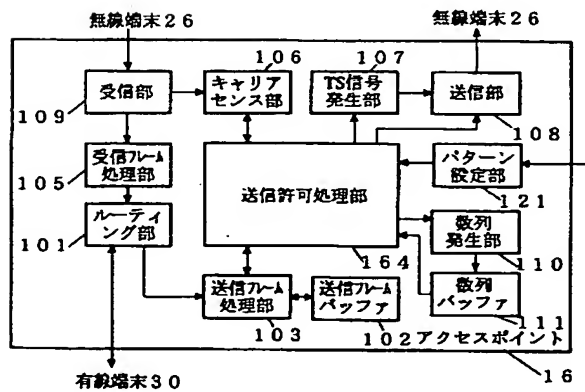 無線端末26
無線端末26
106
107
受信部
キャリア
センス部
TS信号
発生部
送信部
109
108
受信フレーム
処理部
送信許可処理部
パターン
設定部
105
121
ルーティ
ング部
数列
発生部
101
164
110
送信フレーム
処理部
送信フレーム
バッファ
数列
バッファ
111
103
102
アクセスポイント
16
有線端末30